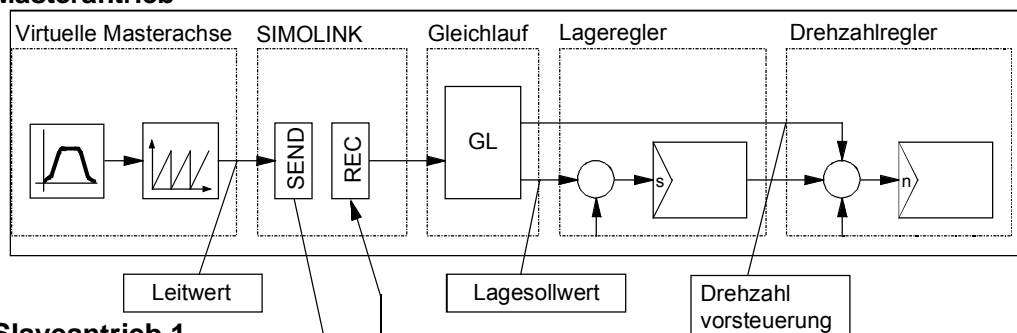 Masterantrieb
Virtuelle Masterachse
SIMOLINK
Gleichlauf
Lageregler
Drehzahlregler
SEND
REC
GL
s
n
Leitwert
Lagesollwert
Drehzahl
vorsteuerung
Slaveantrieb 1